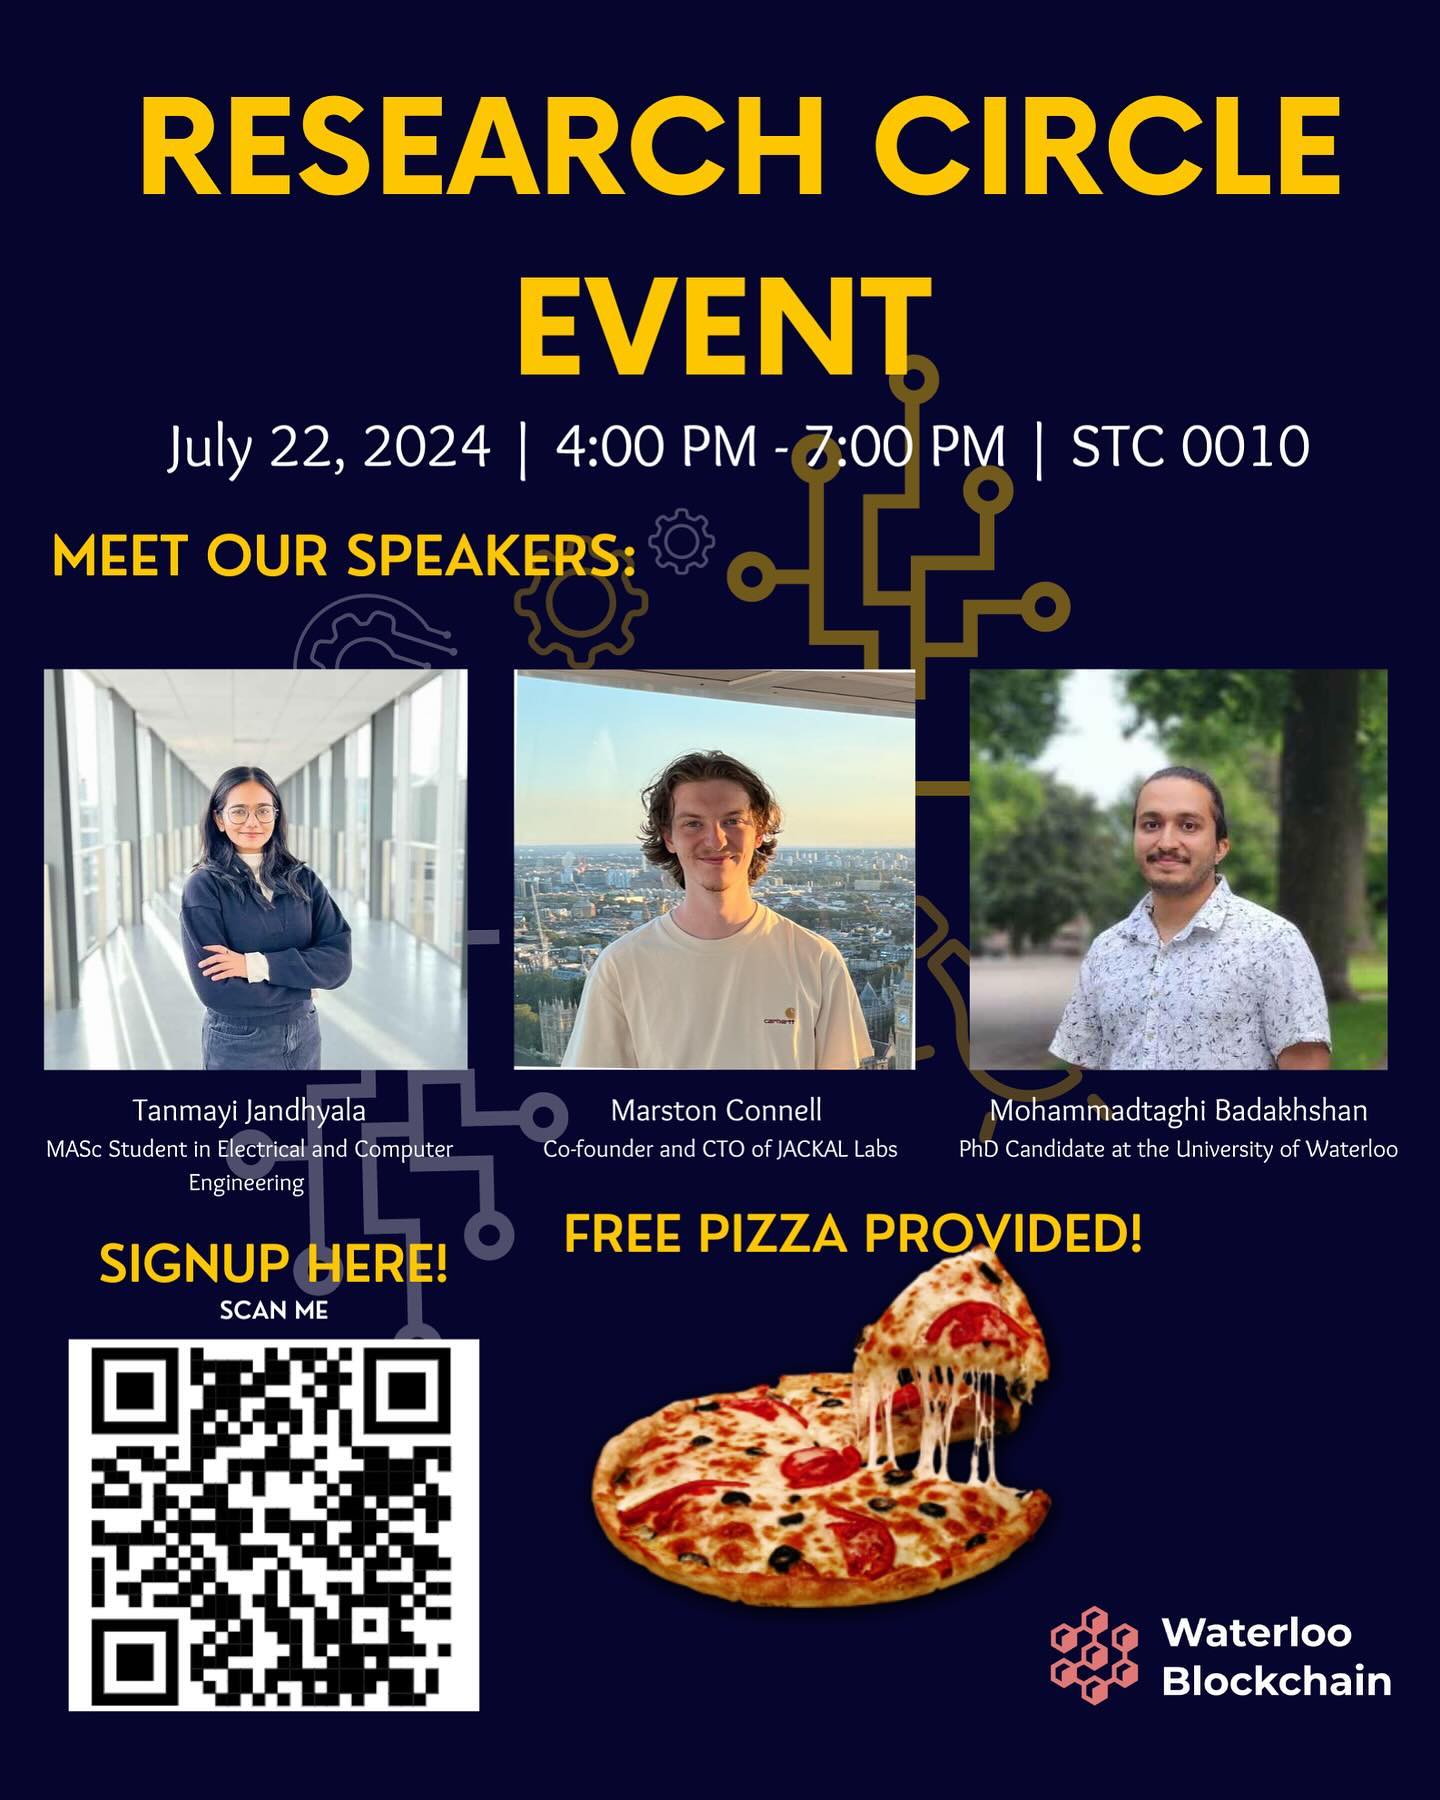 RESEARCH CIRCLE
EVENT
July 22, 2024 | 4:00 PM - 7:00 PM | STC 0010
MEET OUR SPEAKERS:
carhartt
Tanmayi Jandhyala
MASc Student in Electrical and Computer
Engineering
Marston Connell
Co-founder and CTO of JACKAL Labs
Mohammadtaghi Badakhshan
PhD Candidate at the University of Waterloo
SIGNUP HERE!
SCAN ME
FREE PIZZA PROVIDED!
Waterloo
Blockchain